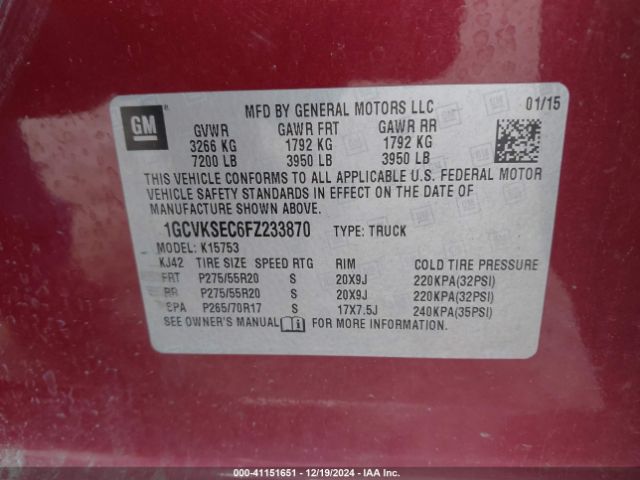 GM
MFD BY GENERAL MOTORS LLC 01/15
GVWR GAWR FRT GAWR RR
3266 KG 1792 KG 1792 KG
7200 LB 3950 LB 3950 LB
THIS VEHICLE CONFORMS TO ALL APPLICABLE U.S. FEDERAL MOTOR
VEHICLE SAFETY STANDARDS IN EFFECT ON THE DATE OF
MANUFACTURE SHOWN ABOVE.
1GCVKSEC6FZ233870 TYPE: TRUCK
MODEL: K15753
KJ42 TIRE SIZE SPEED RTG RIM COLD TIRE PRESSURE
FRT P275/55R20 S 20X9J 220KPA(32PSI)
RR P275/55R20 S 20X9J 220KPA(32PSI)
SPA P265/70R17 S 17X7.5J 240KPA(35PSI)
SEE OWNER'S MANUAL i FOR MORE INFORMATION.
000-41151651 - 12/19/2024 - IAA Inc.